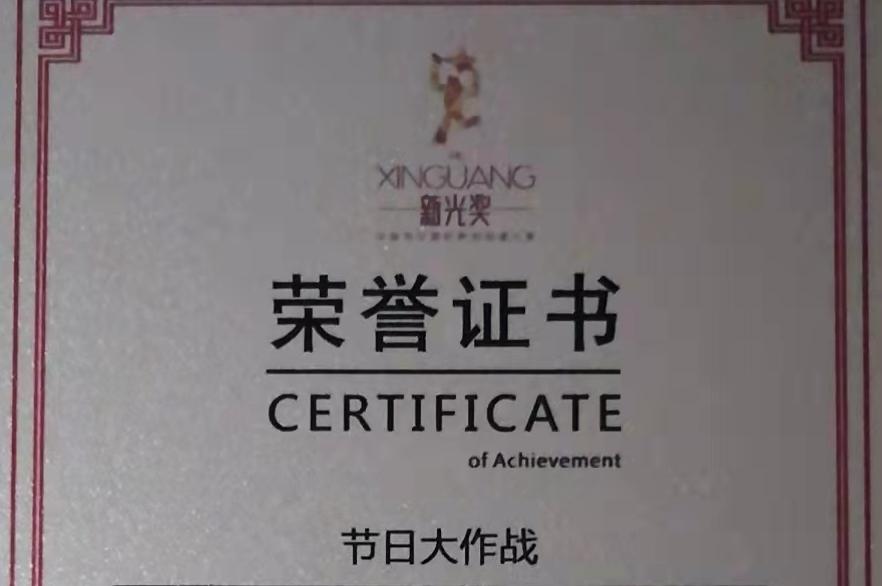 XINGUANG
新光奖
荣誉证书
CERTIFICATE
of Achievement
节日大作战